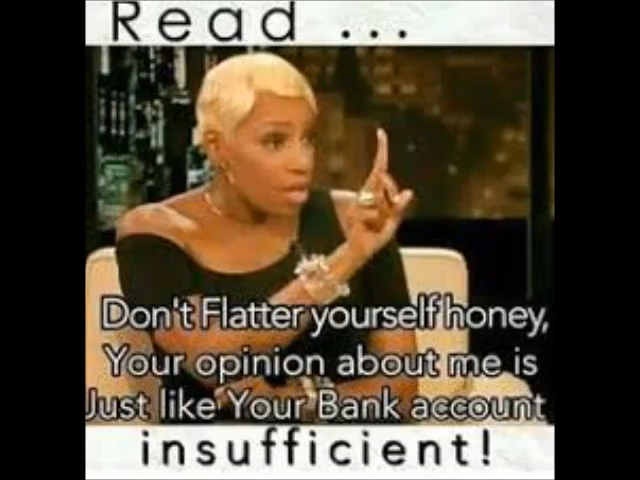 Read ...
Don't Flatter yourself honey,
Your opinion about me is
Just like Your Bank account
insufficient!